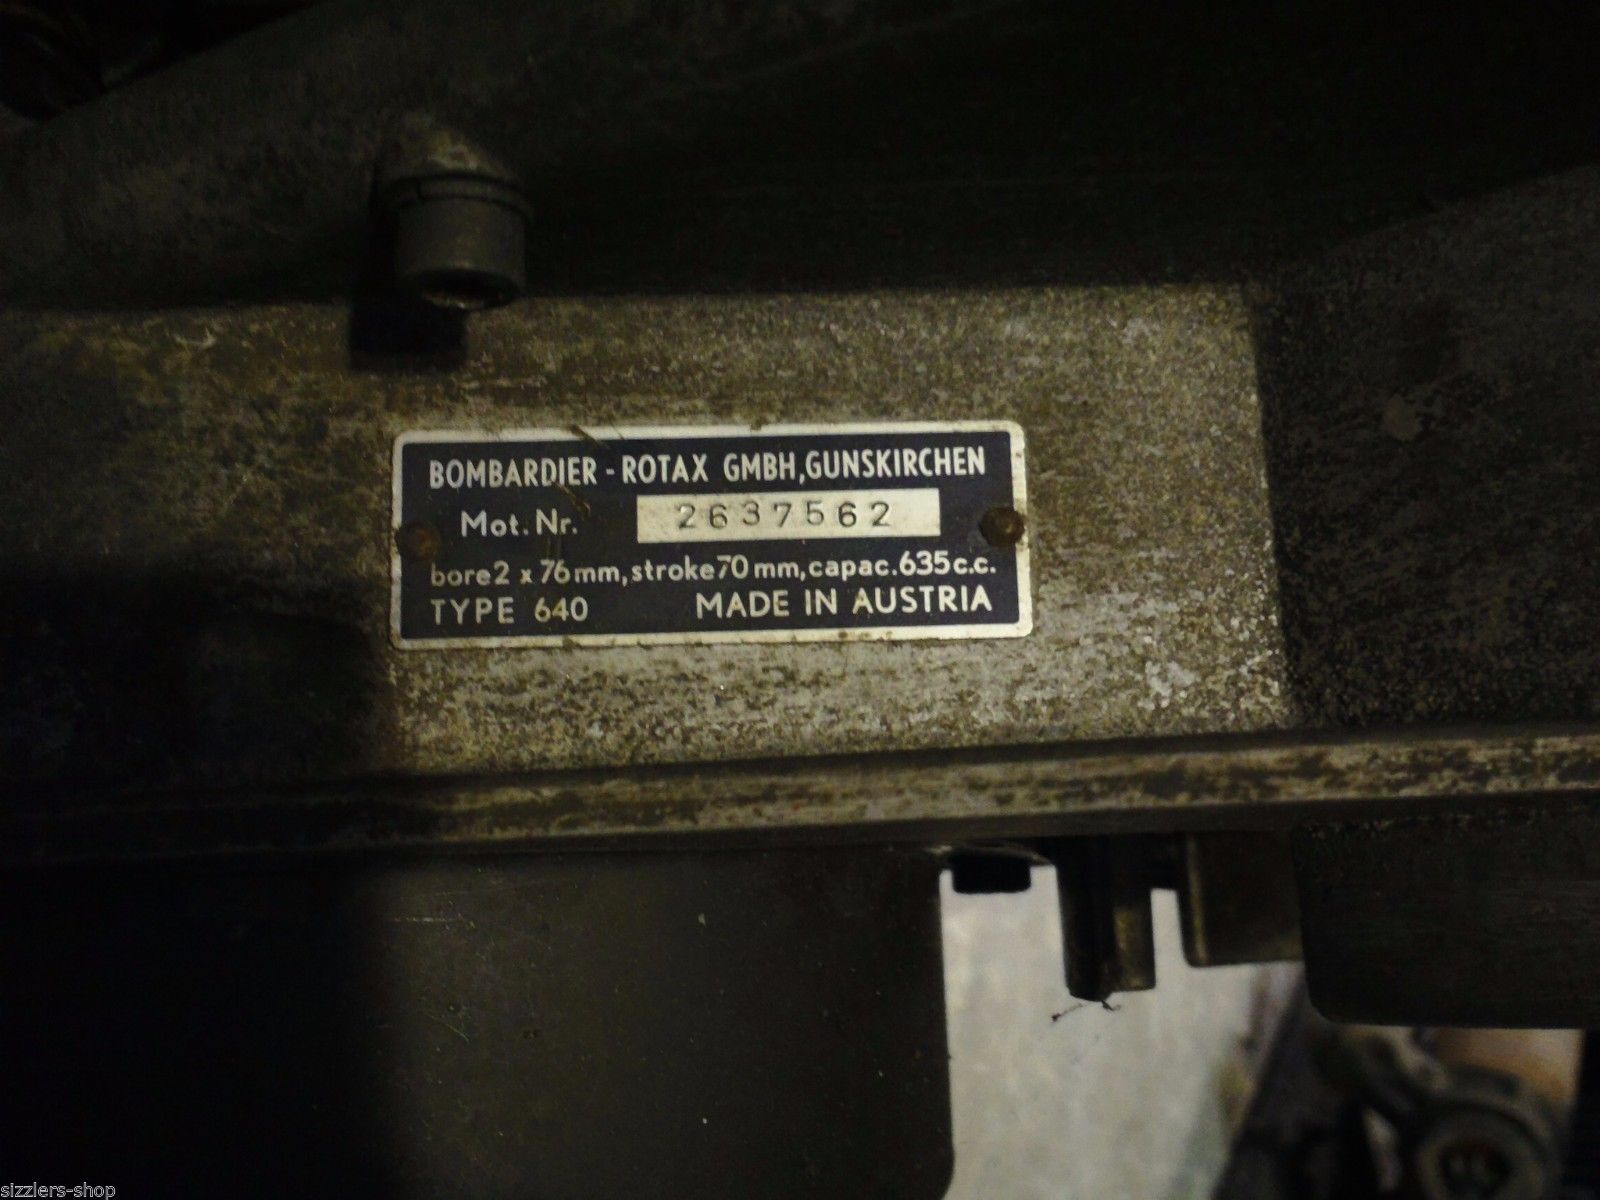 BOMBARDIER - ROTAX GMBH, GUNSKIRCHEN
Mot. Nr. 2637562
bore 2 x 76 mm, stroke 70 mm, capac. 635 c.c.
TYPE 640 MADE IN AUSTRIA
sizzlers-shop